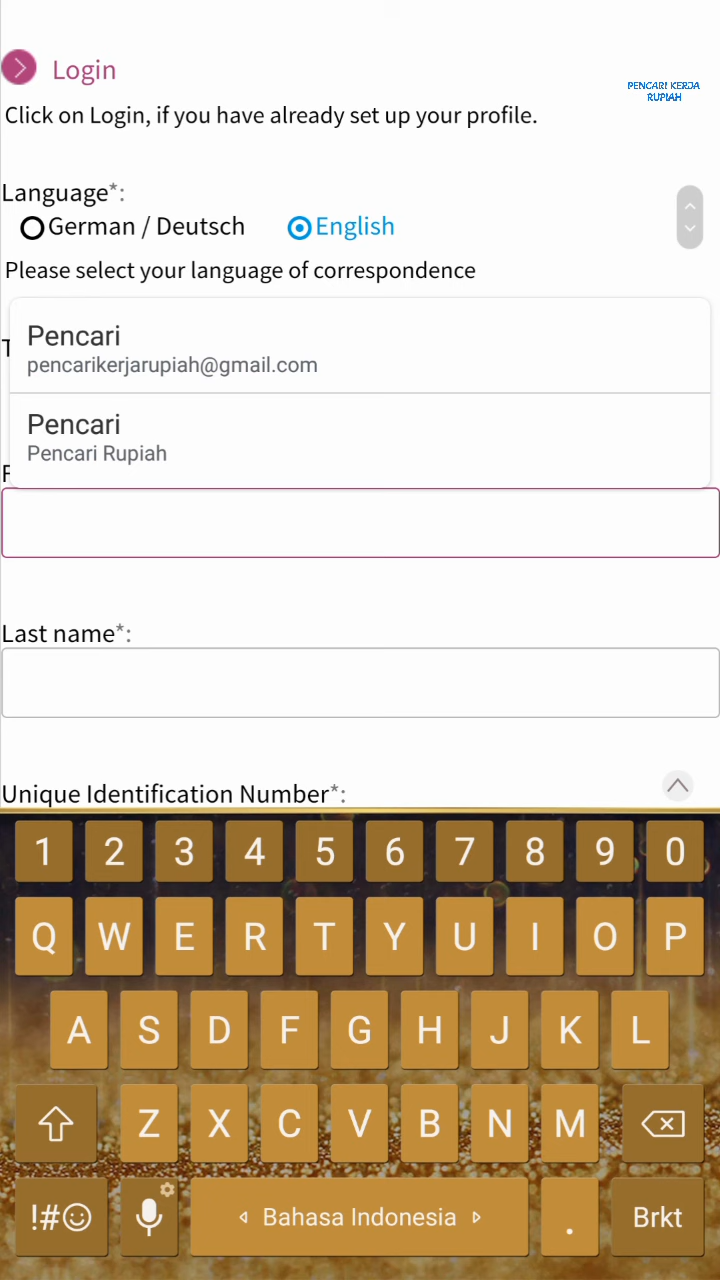 Login
PENCARI KERJA
RUPIAH
Click on Login, if you have already set up your profile.
Language*:
German / Deutsch English
Please select your language of correspondence
Pencari
pencarikerjarupiah@gmail.com
Pencari
Pencari Rupiah
Last name*:
Unique Identification Number*:
1 2 3 4 5 6 7 8 9 0
Q W E R T Y U I O P
A S D F G H J K L
Z X C V B N M
!#☺ Bahasa Indonesia . Brkt